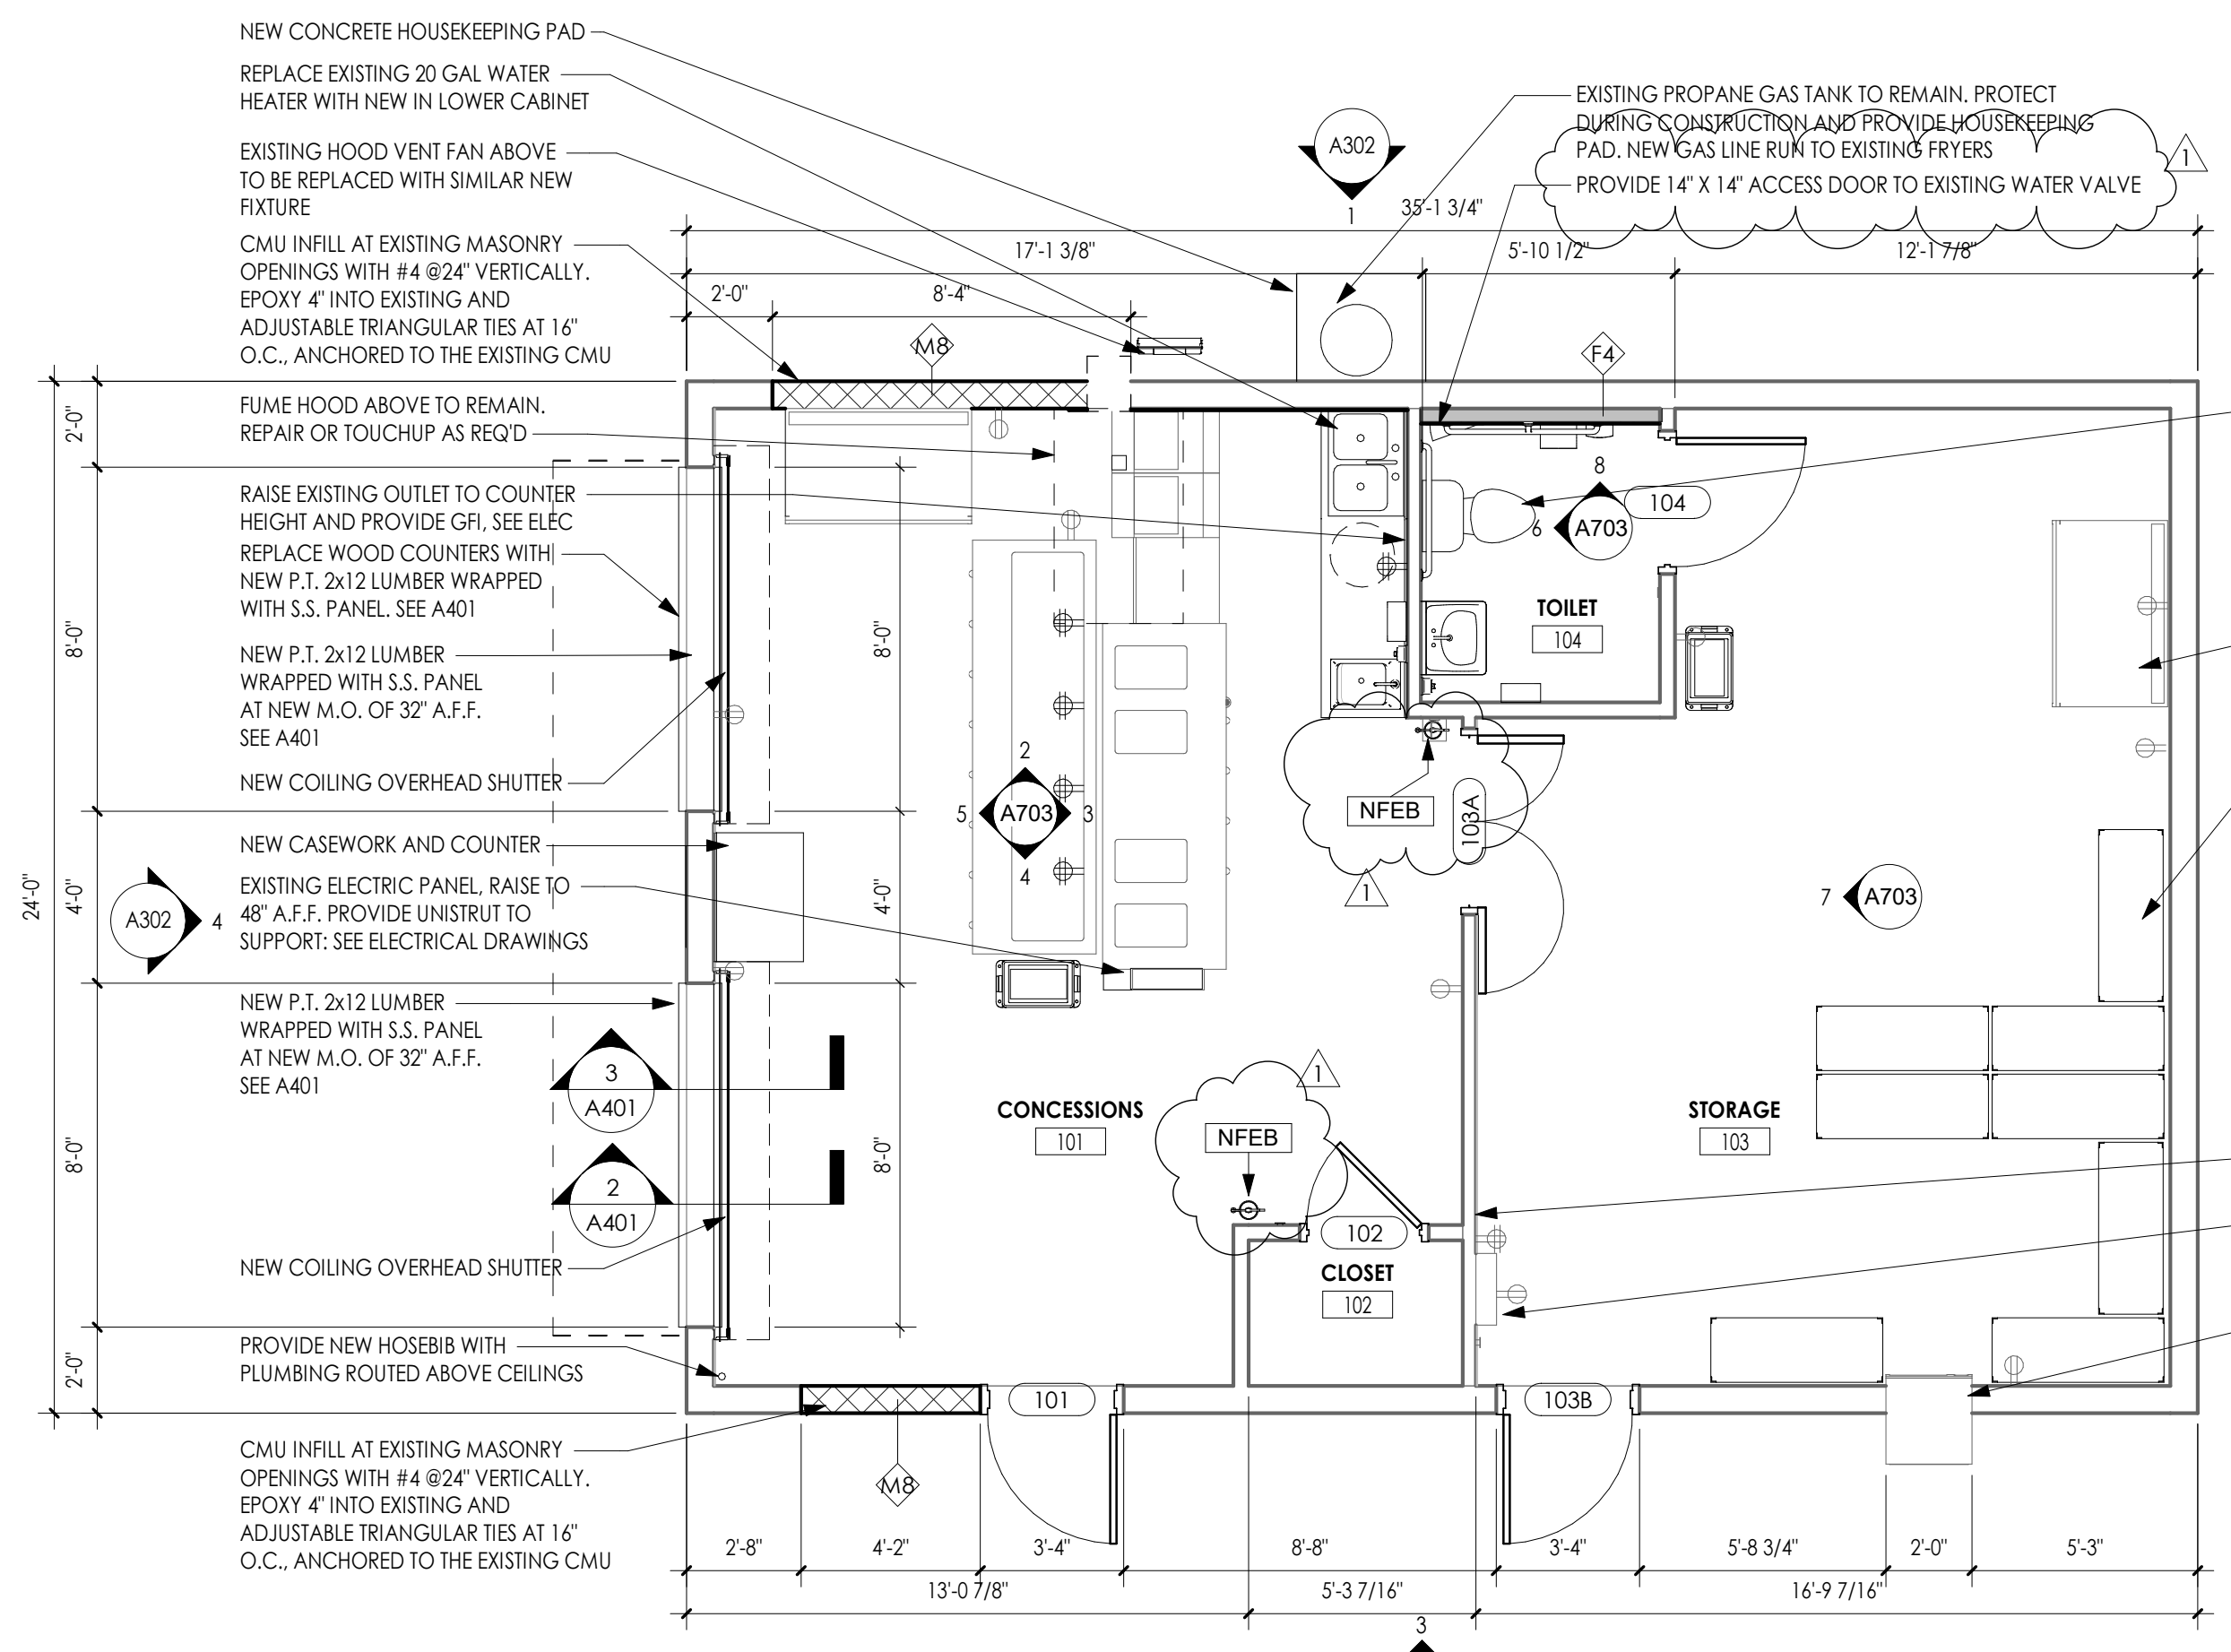 NEW CONCRETE HOUSEKEEPING PAD
REPLACE EXISTING 20 GAL WATER
HEATER WITH NEW IN LOWER CABINET
EXISTING HOOD VENT FAN ABOVE
TO BE REPLACED WITH SIMILAR NEW
FIXTURE
CMU INFILL AT EXISTING MASONRY
OPENINGS WITH #4 @24" VERTICALLY.
EPOXY 4" INTO EXISTING AND
ADJUSTABLE TRIANGULAR TIES AT 16"
O.C., ANCHORED TO THE EXISTING CMU
FUME HOOD ABOVE TO REMAIN.
REPAIR OR TOUCHUP AS REQ'D
RAISE EXISTING OUTLET TO COUNTER
HEIGHT AND PROVIDE GFI, SEE ELEC
REPLACE WOOD COUNTERS WITH
NEW P.T. 2x12 LUMBER WRAPPED
WITH S.S. PANEL. SEE A401
NEW P.T. 2x12 LUMBER
WRAPPED WITH S.S. PANEL
AT NEW M.O. OF 32" A.F.F.
SEE A401
NEW COILING OVERHEAD SHUTTER
NEW CASEWORK AND COUNTER
EXISTING ELECTRIC PANEL, RAISE TO
48" A.F.F. PROVIDE UNISTRUT TO
SUPPORT: SEE ELECTRICAL DRAWINGS
NEW P.T. 2x12 LUMBER
WRAPPED WITH S.S. PANEL
AT NEW M.O. OF 32" A.F.F.
SEE A401
NEW COILING OVERHEAD SHUTTER
PROVIDE NEW HOSEBIB WITH
PLUMBING ROUTED ABOVE CEILINGS
CMU INFILL AT EXISTING MASONRY
OPENINGS WITH #4 @24" VERTICALLY.
EPOXY 4" INTO EXISTING AND
ADJUSTABLE TRIANGULAR TIES AT 16"
O.C., ANCHORED TO THE EXISTING CMU
EXISTING PROPANE GAS TANK TO REMAIN. PROTECT
DURING CONSTRUCTION AND PROVIDE HOUSEKEEPING
PAD. NEW GAS LINE RUN TO EXISTING FRYERS
PROVIDE 14" X 14" ACCESS DOOR TO EXISTING WATER VALVE
1
A302
1
35'-1 3/4"
17'-1 3/8"
5'-10 1/2"
12'-1 7/8"
2'-0"
8'-4"
M8
F4
24'-0"
2'-0"
8'-0"
4'-0"
8'-0"
2'-0"
8'-0"
4'-0"
8'-0"
A302
4
8
6
A703
104
TOILET
104
2
5
A703
3
4
NFEB
103A
1
7
A703
3
A401
2
A401
CONCESSIONS
101
NFEB
1
STORAGE
103
102
CLOSET
102
101
103B
M8
2'-8"
4'-2"
3'-4"
8'-8"
3'-4"
5'-8 3/4"
2'-0"
5'-3"
13'-0 7/8"
5'-3 7/16"
16'-9 7/16"
3